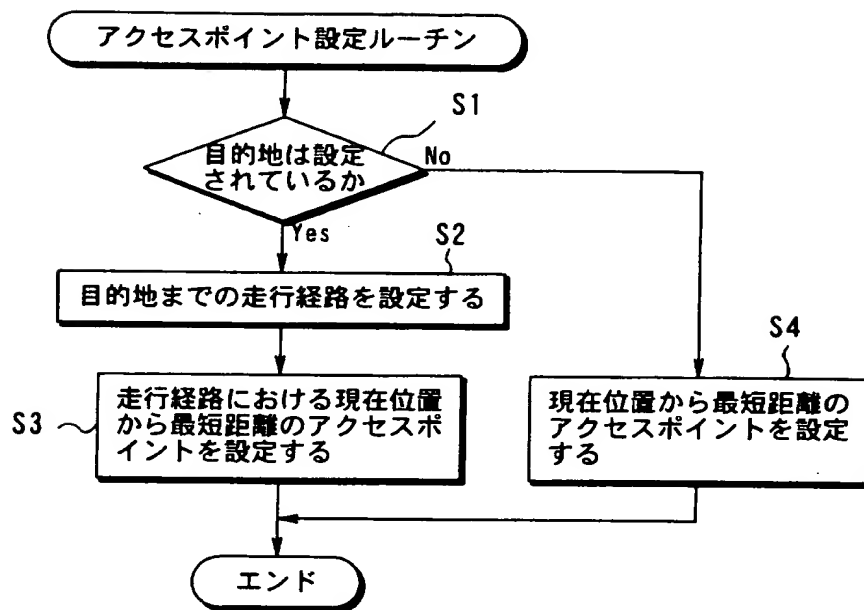 アクセスポイント設定ルーチン
S1
目的地は設定
されているか
No
Yes
S2
目的地までの走行経路を設定する
S3
走行経路における現在位置
から最短距離のアクセスポ
イントを設定する
S4
現在位置から最短距離の
アクセスポイントを設定
する
エンド